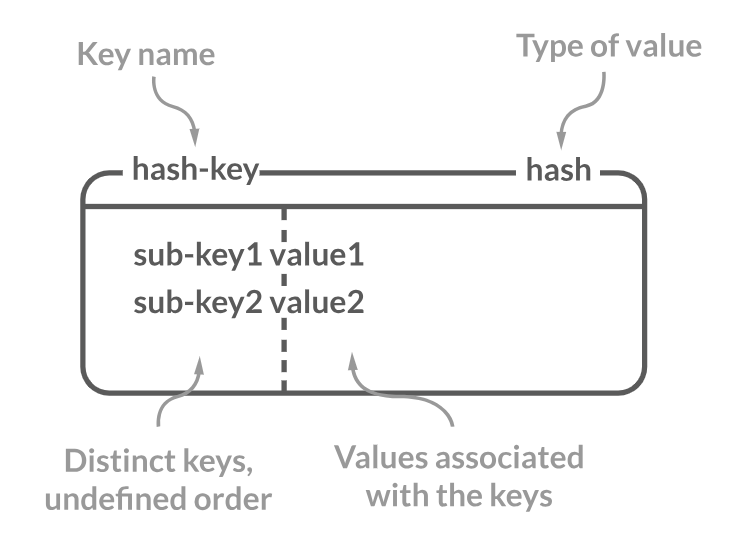 Key name
Type of value
hash-key
hash
sub-key1 value1
sub-key2 value2
Distinct keys,
undefined order
Values associated
with the keys